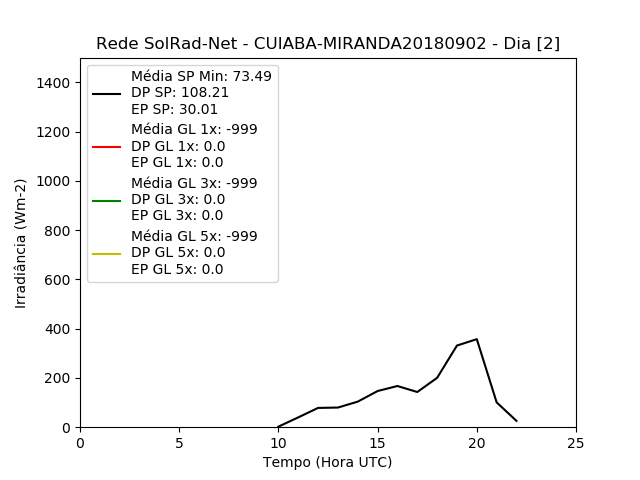 Rede SolRad-Net - CUIABA-MIRANDA20180902 - Dia [2]
Média SP Min: 73.49
DP SP: 108.21
EP SP: 30.01
Média GL 1x: -999
DP GL 1x: 0.0
EP GL 1x: 0.0
Média GL 3x: -999
DP GL 3x: 0.0
EP GL 3x: 0.0
Média GL 5x: -999
DP GL 5x: 0.0
EP GL 5x: 0.0
1400
1200
1000
800
600
400
200
0
Irradiância (Wm-2)
0 5 10 15 20 25
Tempo (Hora UTC)